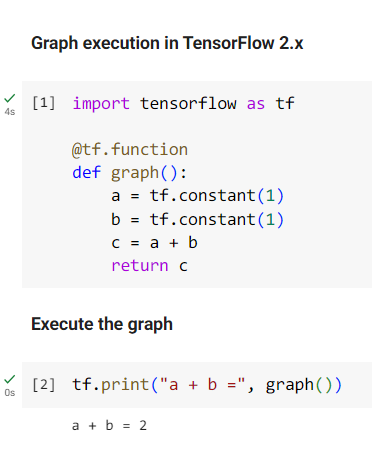 Graph execution in TensorFlow 2.x
4s
[1] import tensorflow as tf
@tf.function
def graph():
a = tf.constant(1)
b = tf.constant(1)
c = a + b
return c
Execute the graph
0s
[2] tf.print("a + b =", graph())
a + b = 2